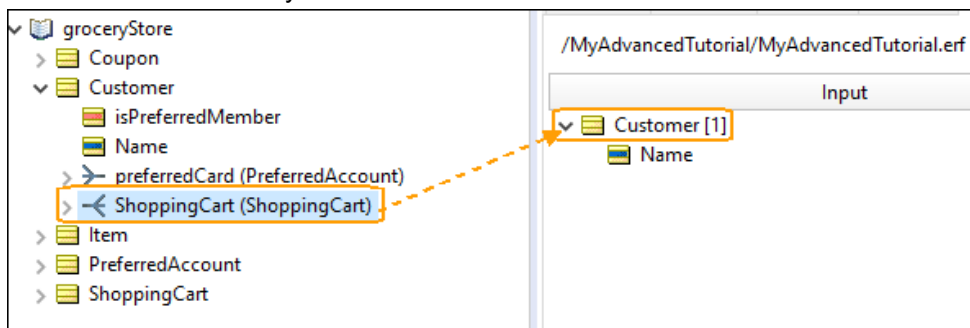 groceryStore
Coupon
Customer
isPreferredMember
Name
preferredCard (PreferredAccount)
ShoppingCart (ShoppingCart)
Item
PreferredAccount
ShoppingCart
/MyAdvancedTutorial/MyAdvancedTutorial.erf
Input
Customer [1]
Name